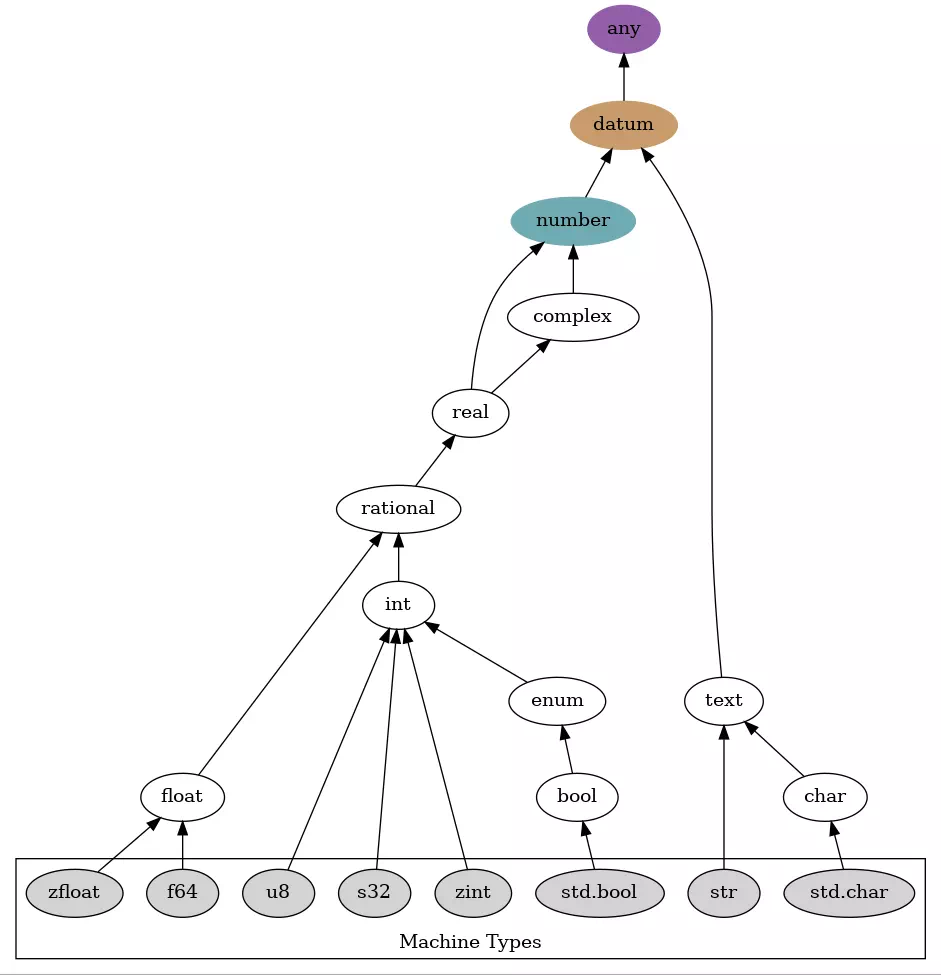 any
datum
number
complex
real
rational
int
enum
text
float
bool
char
zfloat
f64
u8
s32
zint
std.bool
str
std.char
Machine Types